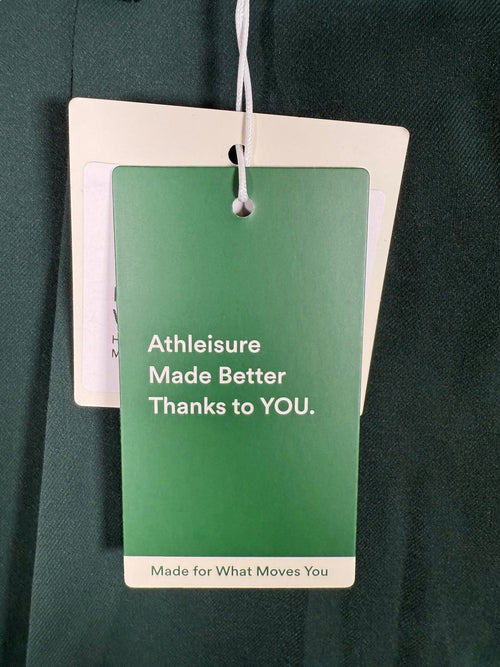 Athleisure
Made Better
Thanks to YOU.
Made for What Moves You